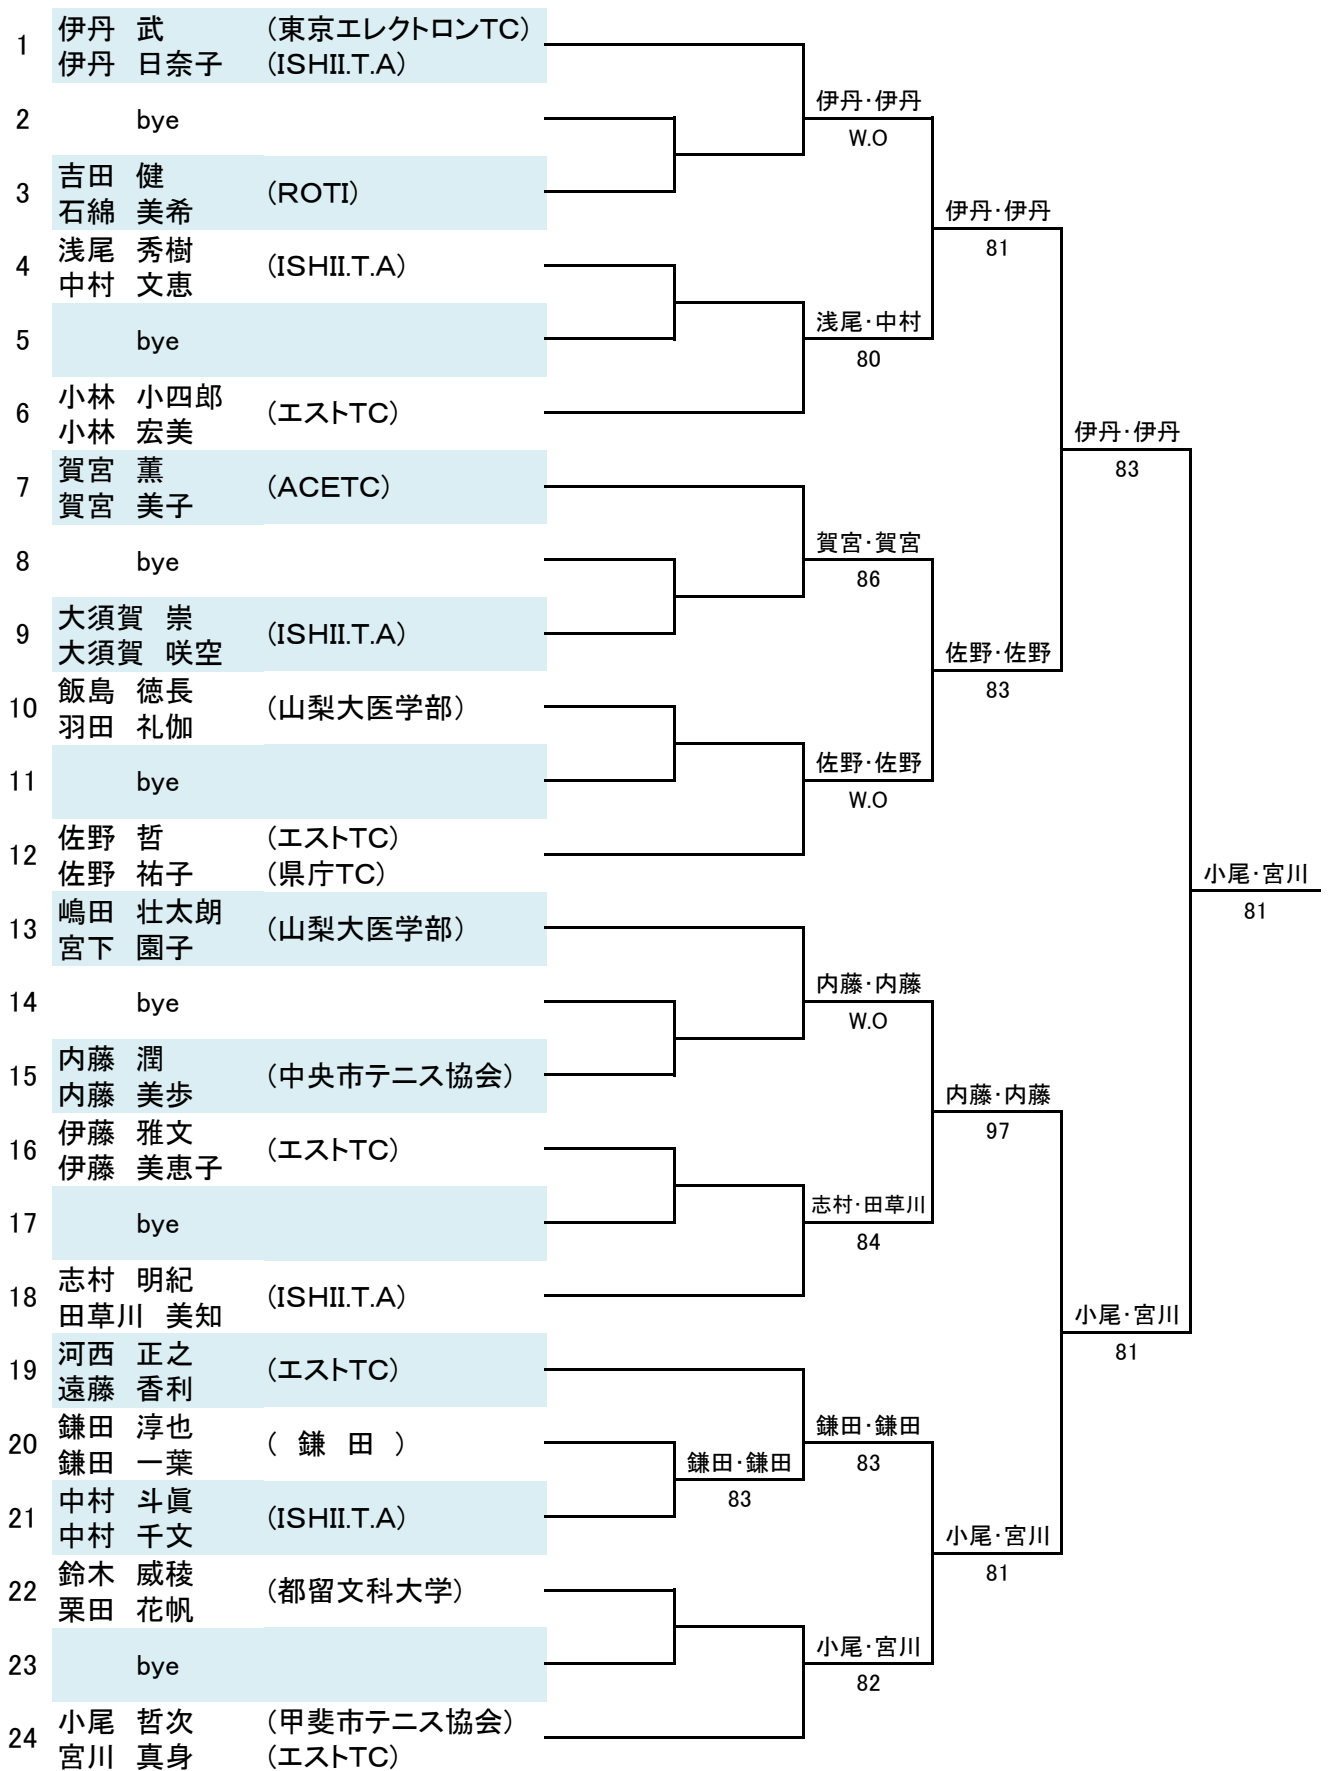 1 伊丹 武 (東京エレクトロンTC)
伊丹 日奈子 (ISHII.T.A)
伊丹・伊丹
2 bye
W.O
3 吉田 健
石綿 美希 (ROTI)
伊丹・伊丹
81
4 浅尾 秀樹
中村 文恵 (ISHII.T.A)
浅尾・中村
5 bye
80
6 小林 小四郎
小林 宏美 (エストTC)
伊丹・伊丹
83
7 賀宮 薫
賀宮 美子 (ACETC)
賀宮・賀宮
8 bye
86
9 大須賀 崇
大須賀 咲空 (ISHII.T.A)
佐野・佐野
83
10 飯島 徳長
羽田 礼伽 (山梨大医学部)
佐野・佐野
11 bye
W.O
12 佐野 哲 (エストTC)
佐野 祐子 (県庁TC)
小尾・宮川
81
13 嶋田 壮太朗
宮下 園子 (山梨大医学部)
内藤・内藤
14 bye
W.O
15 内藤 潤
内藤 美歩 (中央市テニス協会)
内藤・内藤
97
16 伊藤 雅文
伊藤 美恵子 (エストTC)
志村・田草川
17 bye
84
18 志村 明紀
田草川 美知 (ISHII.T.A)
小尾・宮川
81
19 河西 正之
遠藤 香利 (エストTC)
鎌田・鎌田
83
20 鎌田 淳也
鎌田 一葉 ( 鎌 田 )
鎌田・鎌田
83
21 中村 斗眞
中村 千文 (ISHII.T.A)
小尾・宮川
81
22 鈴木 威稜
栗田 花帆 (都留文科大学)
小尾・宮川
23 bye
82
24 小尾 哲次 (甲斐市テニス協会)
宮川 真身 (エストTC)